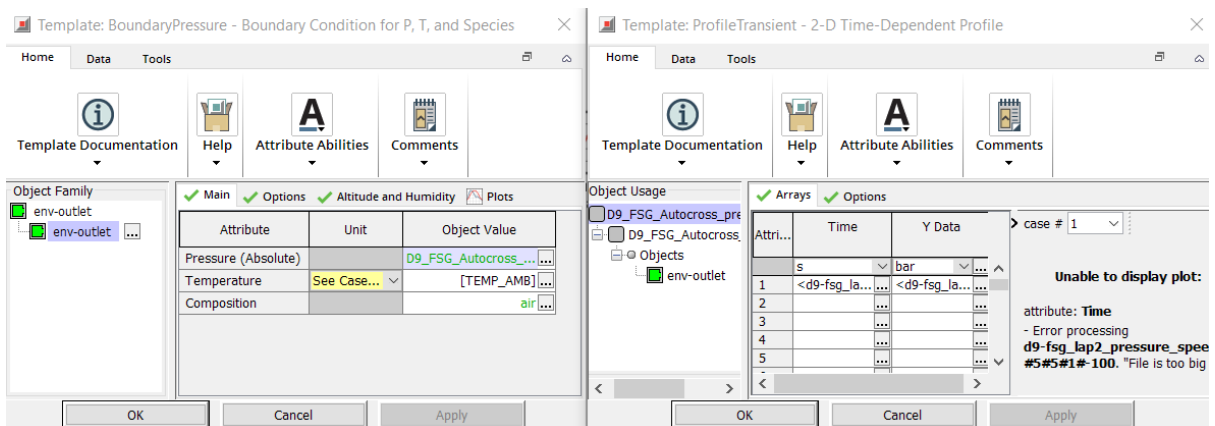 Template: BoundaryPressure - Boundary Condition for P, T, and Species
Home Data Tools
Template Documentation Help Attribute Abilities Comments
Object Family
env-outlet
env-outlet ...
Main Options Altitude and Humidity Plots
Attribute Unit Object Value
Pressure (Absolute) D9_FSG_Autocross_... ...
Temperature See Case... [TEMP_AMB] ...
Composition air ...
OK Cancel Apply
Template: ProfileTransient - 2-D Time-Dependent Profile
Home Data Tools
Template Documentation Help Attribute Abilities Comments
Object Usage
D9_FSG_Autocross_pre
D9_FSG_Autocross_
Objects
env-outlet
Arrays Options
Attri... Time Y Data
s bar ...
1 <d9-fsg_la... ... <d9-fsg_la... ...
2 ... ...
3 ... ...
4 ... ...
5 ... ...
case # 1
Unable to display plot:
attribute: Time
- Error processing
d9-fsg_lap2_pressure_spee
#5#5#1#-100. "File is too big
OK Cancel Apply